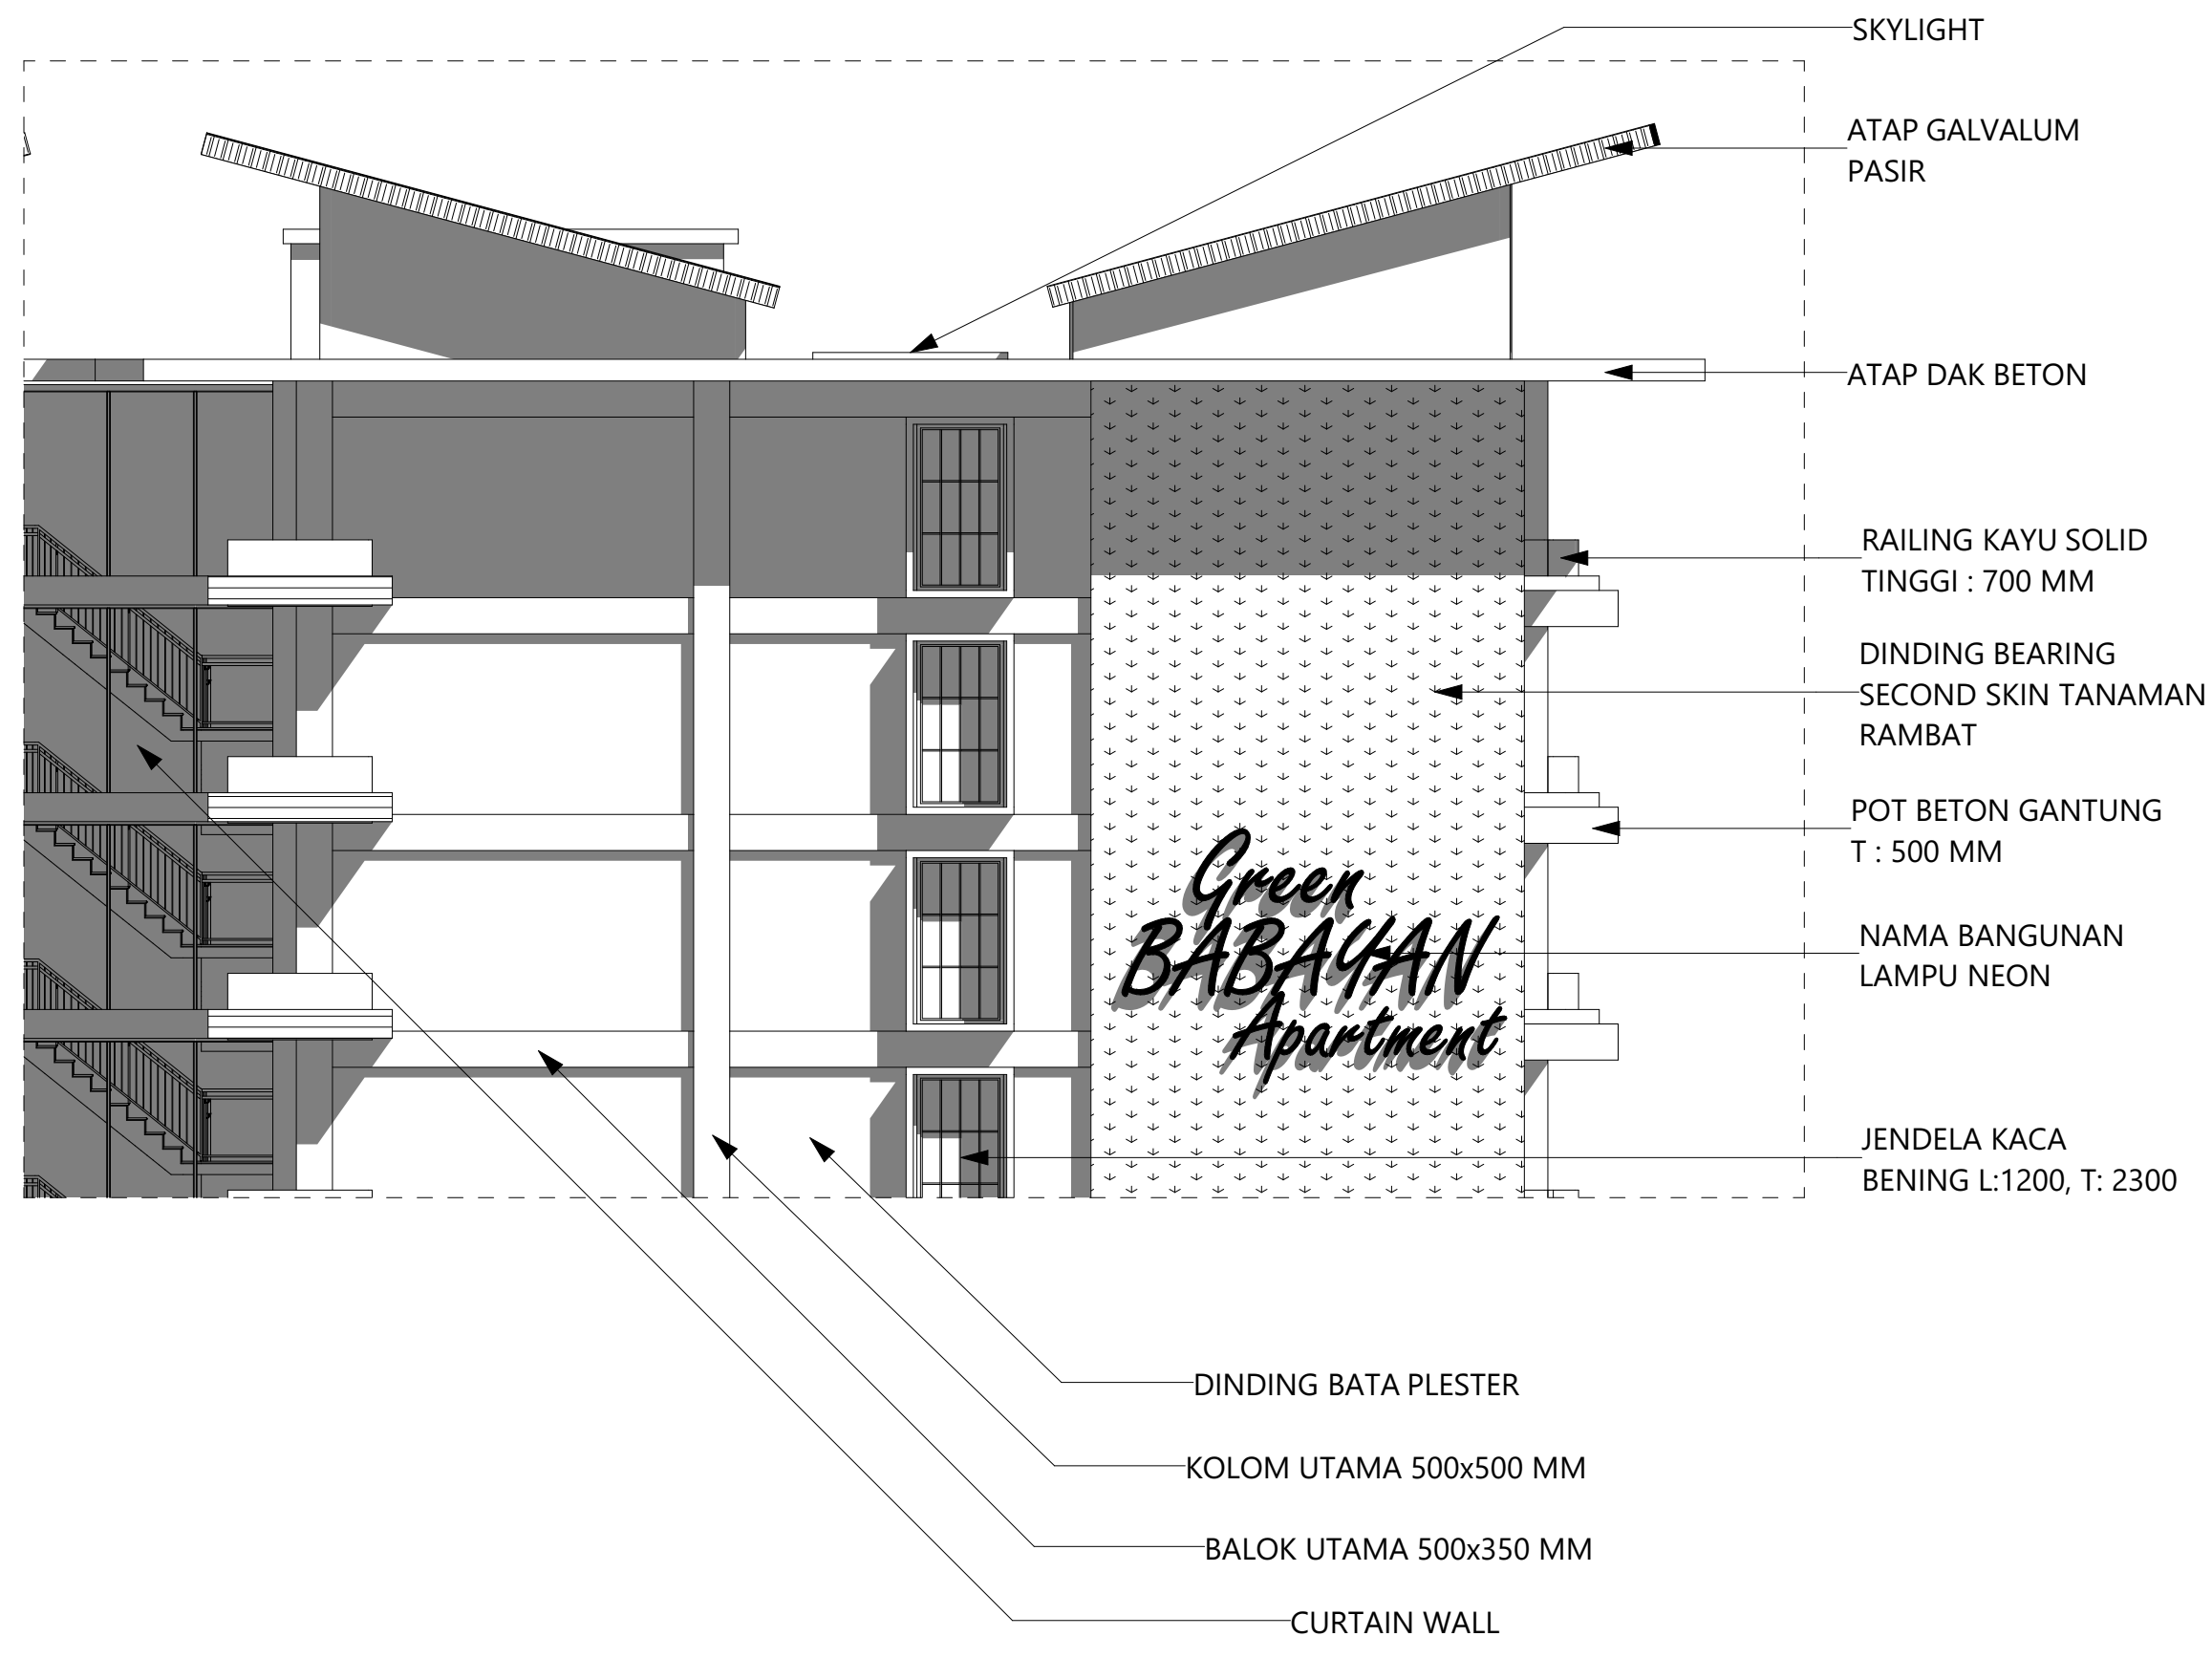 SKYLIGHT
ATAP GALVALUM
PASIR
ATAP DAK BETON
RAILING KAYU SOLID
TINGGI : 700 MM
DINDING BEARING
SECOND SKIN TANAMAN
RAMBAT
POT BETON GANTUNG
T : 500 MM
Green
BABAYAN
Apartment
NAMA BANGUNAN
LAMPU NEON
JENDELA KACA
BENING L:1200, T: 2300
DINDING BATA PLESTER
KOLOM UTAMA 500x500 MM
BALOK UTAMA 500x350 MM
CURTAIN WALL